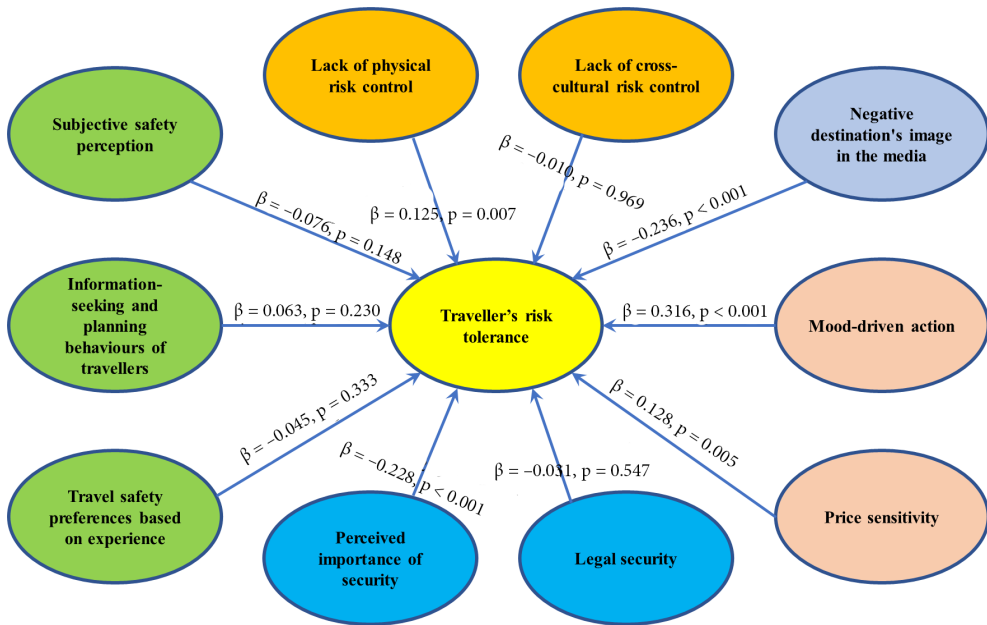 Lack of physical
risk control
Lack of cross-
cultural risk control
Subjective safety
perception
Negative
destination's image
in the media
β = −0.076, p = 0.148
β = 0.125, p = 0.007
β = −0.010, p = 0.969
β = −0.236, p < 0.001
Information-
seeking and
planning
behaviours of
travellers
β = 0.063, p = 0.230
Traveller's risk
tolerance
β = 0.316, p < 0.001
Mood-driven action
β = −0.045, p = 0.333
β = −0.228, p < 0.001
β = −0.031, p = 0.547
β = 0.128, p = 0.005
Travel safety
preferences based
on experience
Perceived
importance of
security
Legal security
Price sensitivity